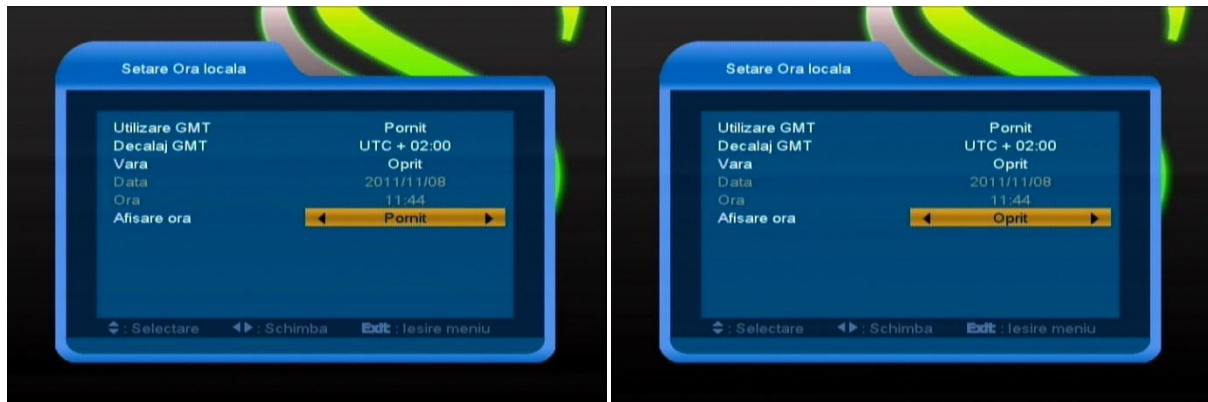 Setare Ora locala
Utilizare GMT Pornit
Decalaj GMT UTC + 02:00
Vara Oprit
Data 2011/11/08
Ora 11:44
Afisare ora Pornit
: Selectare : Schimba Exit : Iesire meniu
Setare Ora locala
Utilizare GMT Pornit
Decalaj GMT UTC + 02:00
Vara Oprit
Data 2011/11/08
Ora 11:44
Afisare ora Oprit
: Selectare : Schimba Exit : Iesire meniu